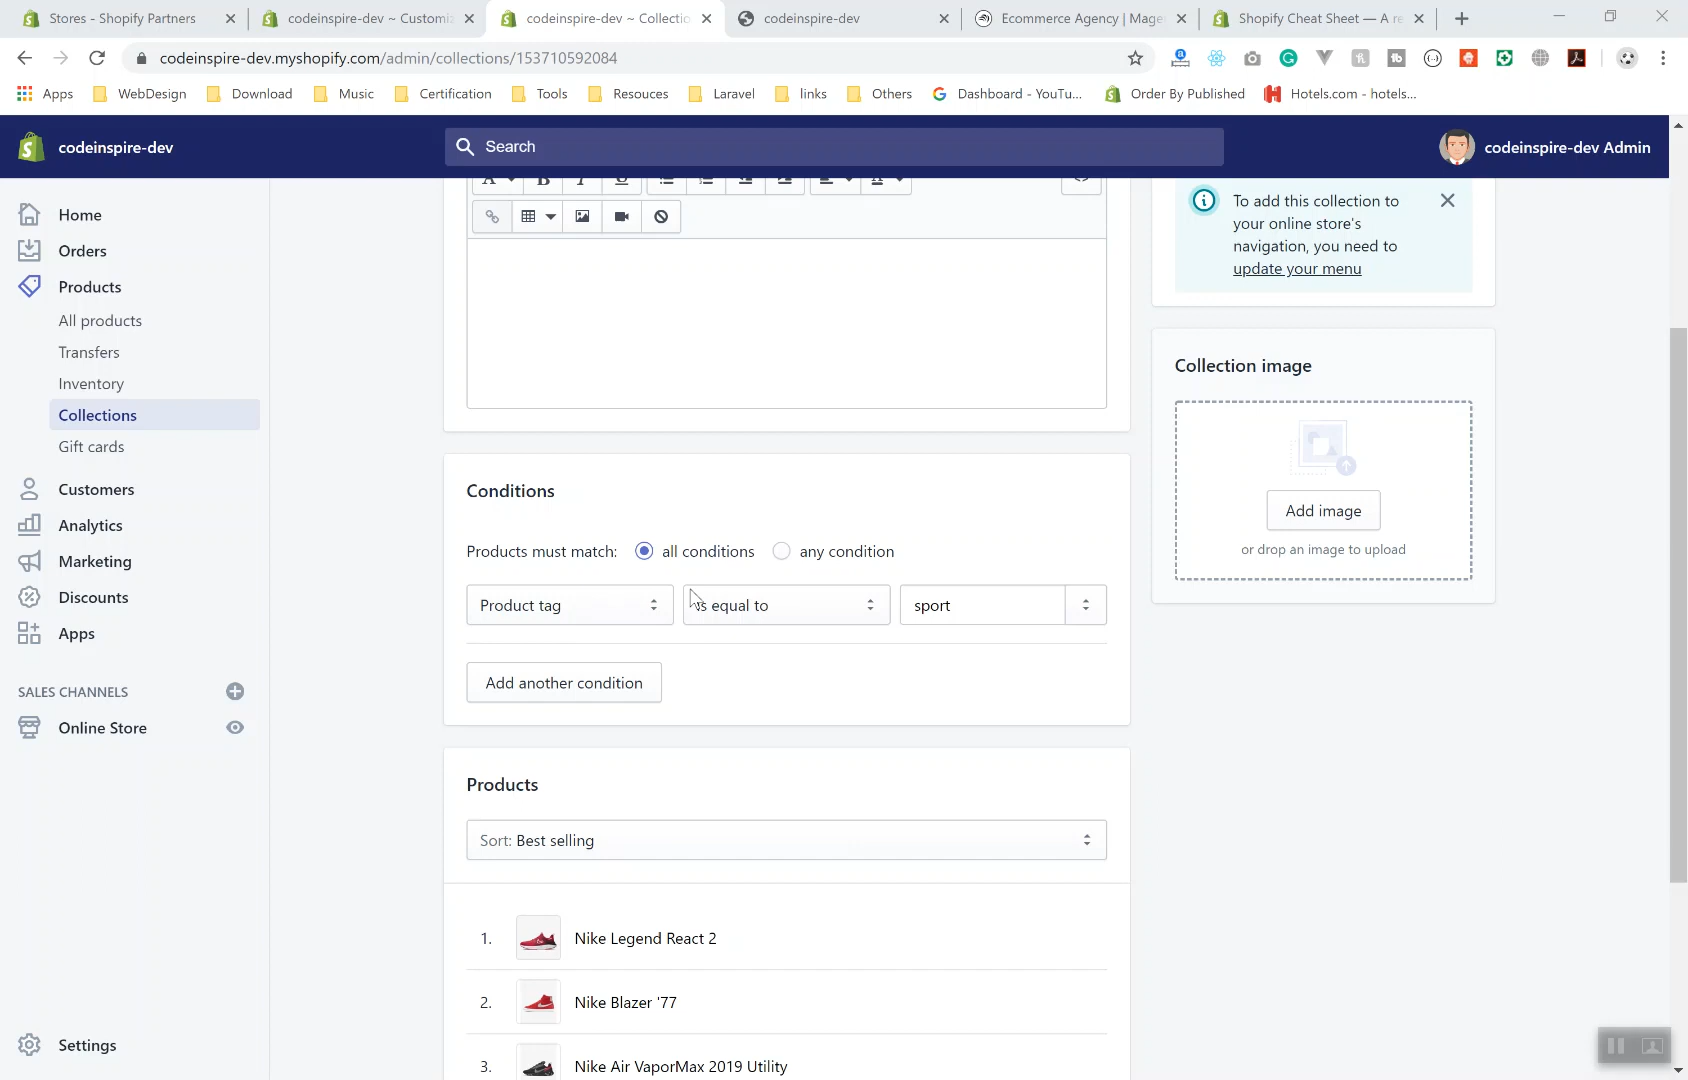 Stores - Shopify Partners
codeinspire-dev ~ Customiz
codeinspire-dev ~ Collectio
codeinspire-dev
Ecommerce Agency | Mage
Shopify Cheat Sheet — A re
codeinspire-dev.myshopify.com/admin/collections/153710592084
Apps
WebDesign
Download
Music
Certification
Tools
Resouces
Laravel
links
Others
Dashboard - YouTu...
Order By Published
Hotels.com - hotels...
codeinspire-dev
Search
codeinspire-dev Admin
Home
Orders
Products
All products
Transfers
Inventory
Collections
Gift cards
Customers
Analytics
Marketing
Discounts
Apps
SALES CHANNELS
Online Store
Settings
To add this collection to
your online store's
navigation, you need to
update your menu
Collection image
Add image
or drop an image to upload
Conditions
Products must match:
all conditions
any condition
Product tag
is equal to
sport
Add another condition
Products
Sort: Best selling
1. Nike Legend React 2
2. Nike Blazer '77
3. Nike Air VaporMax 2019 Utility